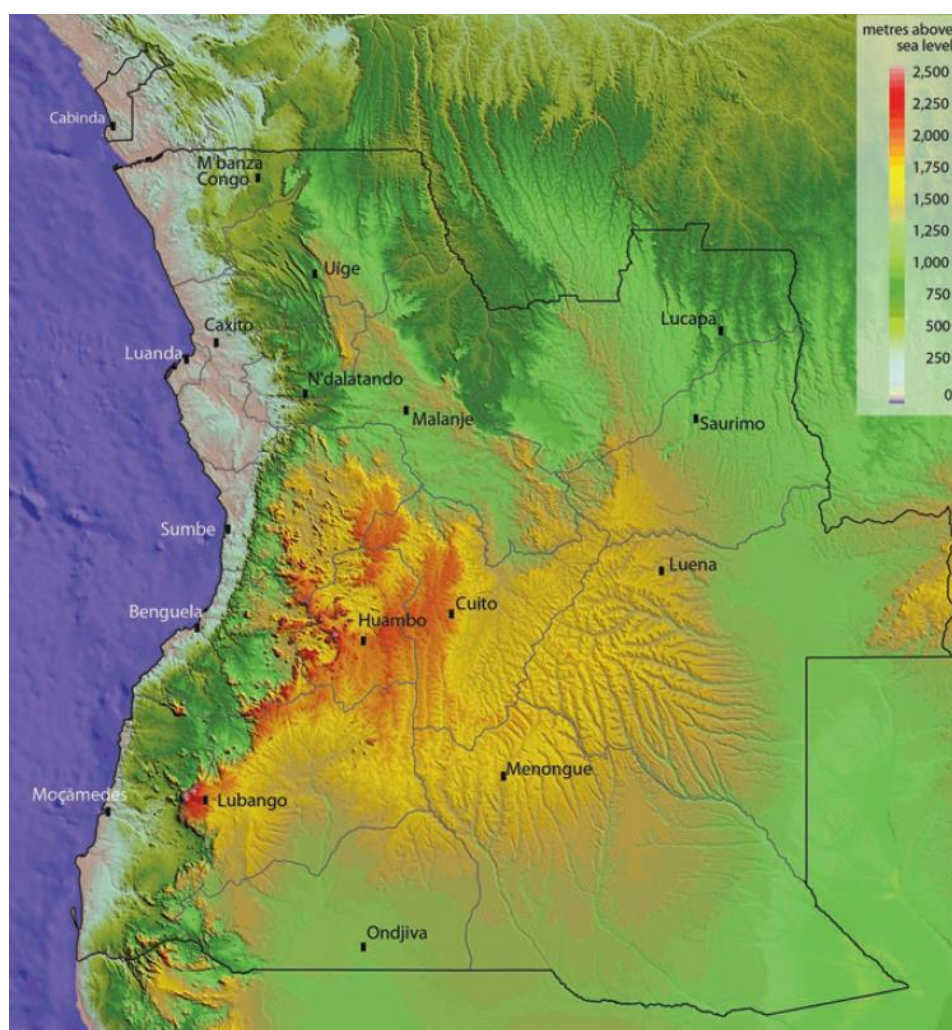 metres above
sea level
2,500
2,250
2,000
1,750
1,500
1,250
1,000
750
500
250
0
Cabinda
M'banza
Congo
Uíge
Caxito
Lucapa
Luanda
N'dalatando
Malanje
Saurimo
Sumbe
Luena
Benguela
Cuito
Huambo
Menongue
Moçâmedes
Lubango
Ondjiva